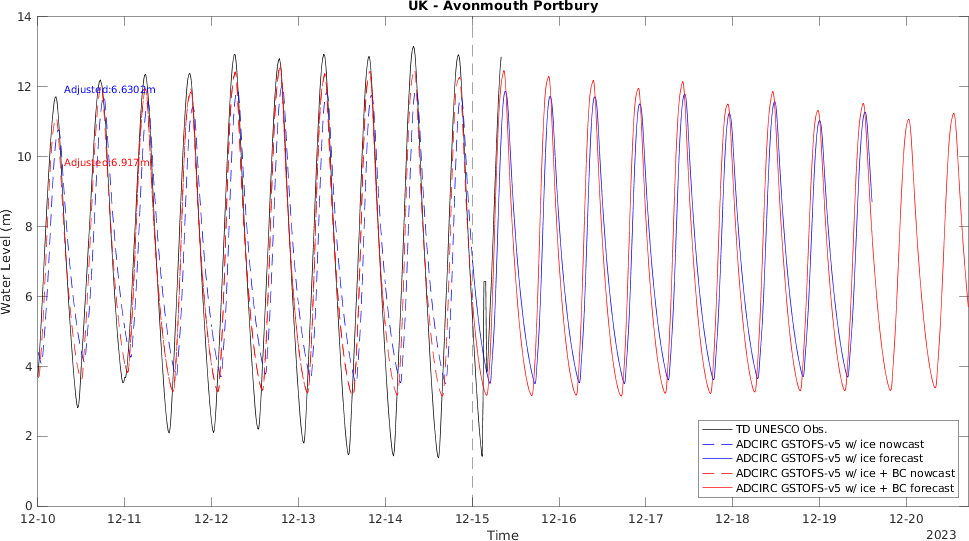 UK - Avonmouth Portbury
14
12
10
8
6
4
2
0
Water Level (m)
Adjusted:6.6302m
Adjusted:6.917m
TD UNESCO Obs.
ADCIRC GSTOFS-v5 w/ ice nowcast
ADCIRC GSTOFS-v5 w/ ice forecast
ADCIRC GSTOFS-v5 w/ ice + BC nowcast
ADCIRC GSTOFS-v5 w/ ice + BC forecast
12-10 12-11 12-12 12-13 12-14 12-15 12-16 12-17 12-18 12-19 12-20
Time
2023